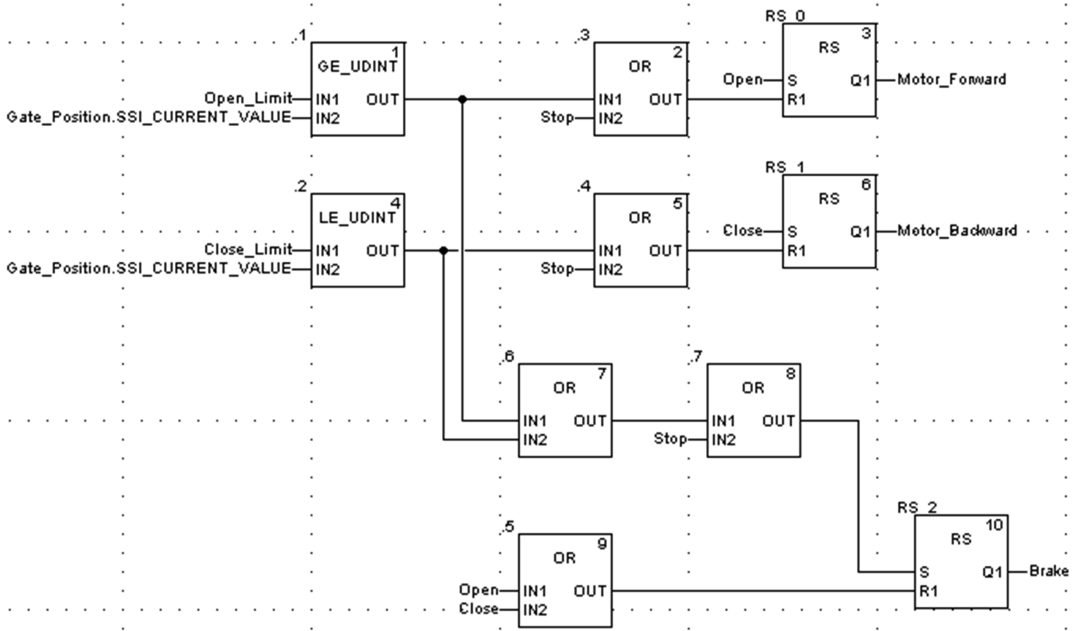 RS_0
.1 .3 3
1 2 RS
GE_UDINT OR Open S Q1 Motor_Forward
Open_Limit IN1 OUT IN1 OUT R1
Gate_Position.SSI_CURRENT_VALUE IN2 Stop IN2
RS_1
.2 .4 6
4 5 RS
LE_UDINT OR Close S Q1 Motor_Backward
Close_Limit IN1 OUT IN1 OUT R1
Gate_Position.SSI_CURRENT_VALUE IN2 Stop IN2
.6 .7
7 8
OR OR
IN1 OUT IN1 OUT
IN2 Stop IN2
RS_2
.5 10
9 RS
OR
S Q1 Brake
Open IN1 OUT R1
Close IN2